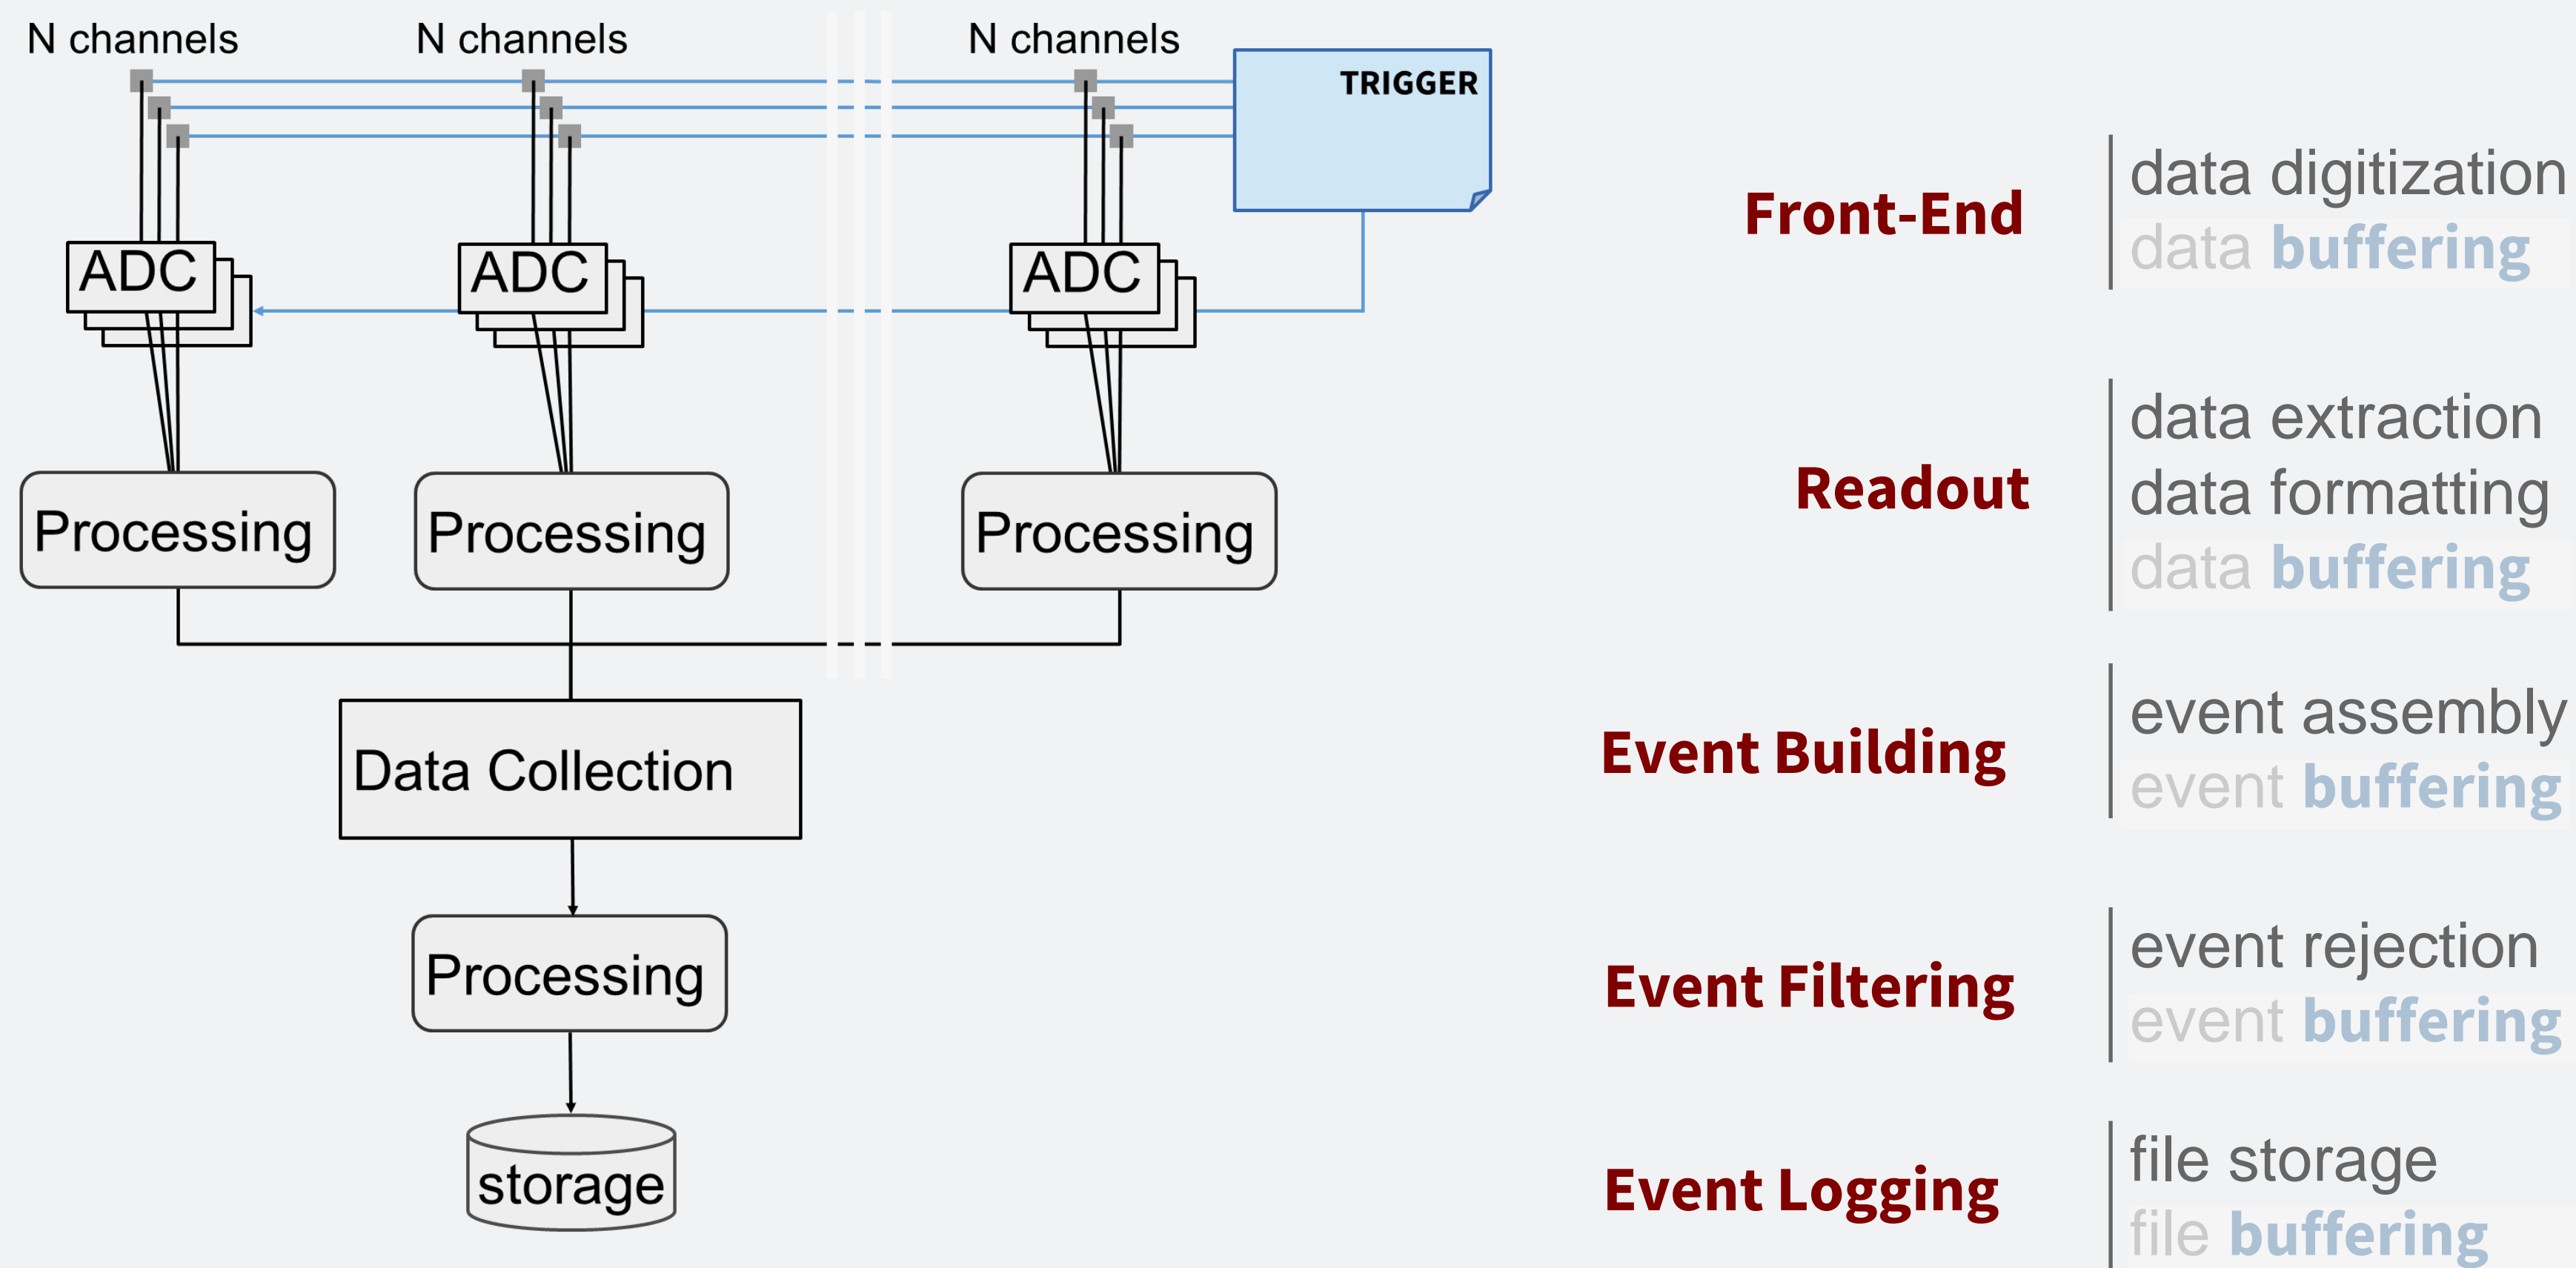 N channels
N channels
N channels
TRIGGER
ADC
ADC
ADC
Processing
Processing
Processing
Data Collection
Processing
storage
Front-End
data digitization
data buffering
Readout
data extraction
data formatting
data buffering
Event Building
event assembly
event buffering
Event Filtering
event rejection
event buffering
Event Logging
file storage
file buffering